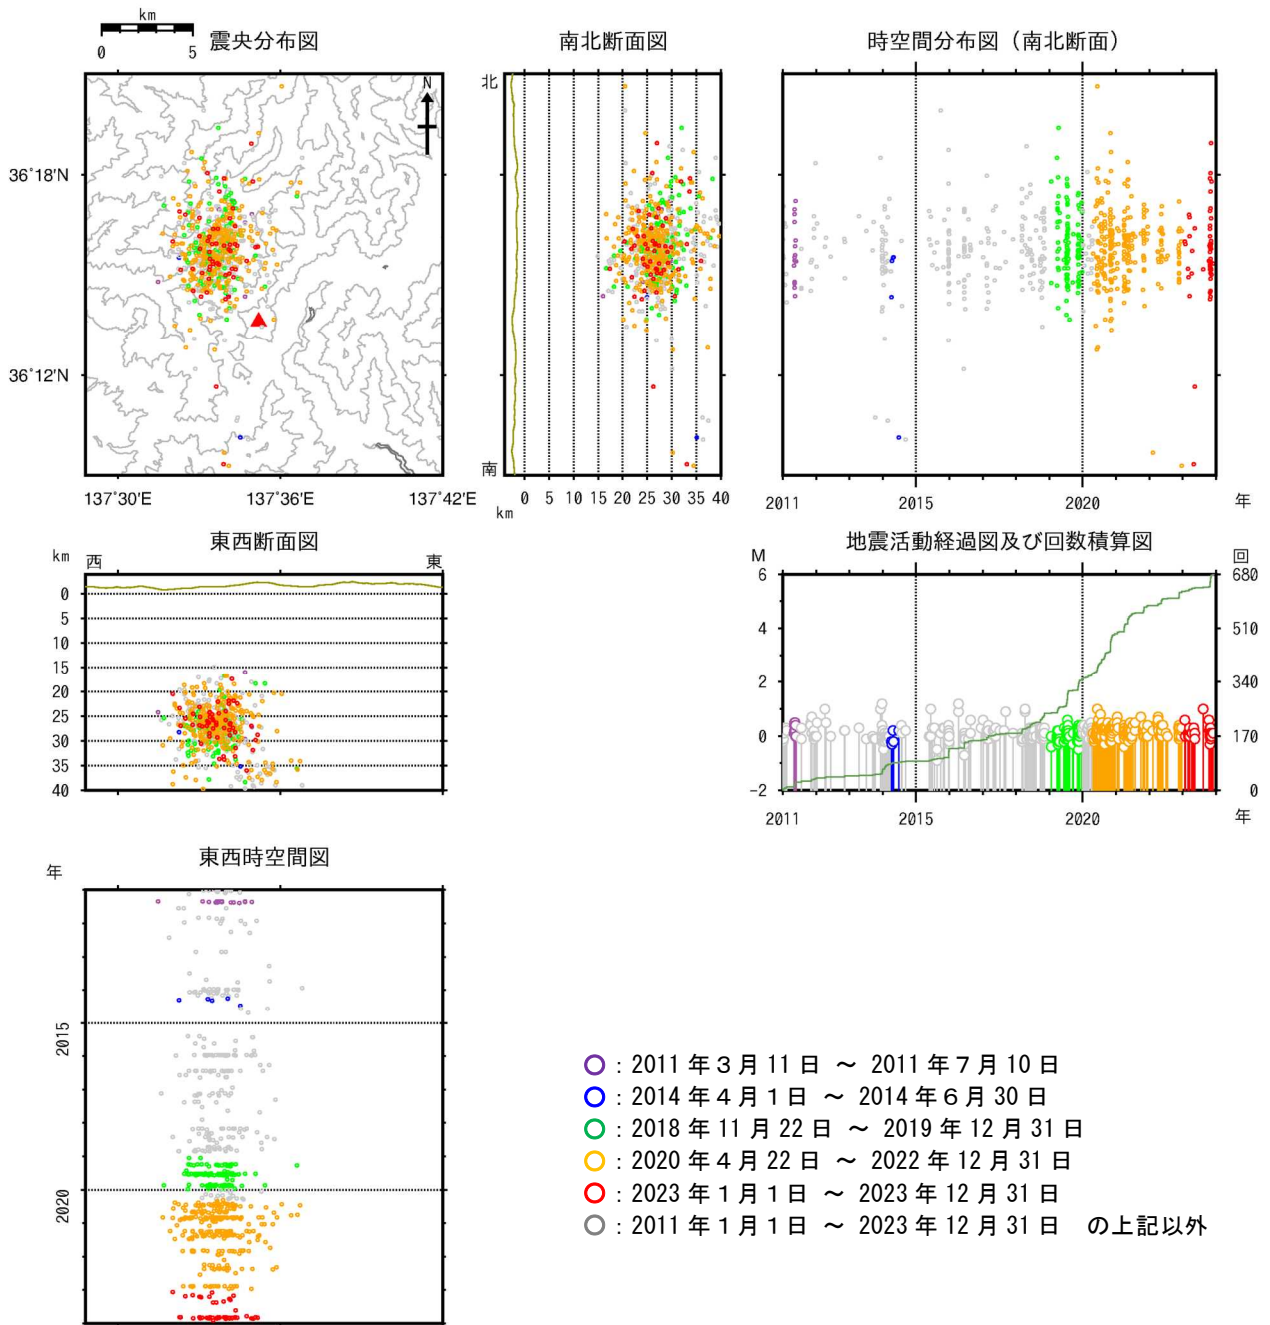 km
0 5
震央分布図
N
36°18'N
36°12'N
137°30'E 137°36'E 137°42'E
南北断面図
北
南
0 5 10 15 20 25 30 35 40
km
時空間分布図（南北断面）
2011 2015 2020 年
東西断面図
km
西 東
0
5
10
15
20
25
30
35
40
地震活動経過図及び回数積算図
M 回
6 680
4 510
2 340
0 170
-2 0
2011 2015 2020 年
東西時空間図
年
2015
2020
：2011 年３月 11 日 ～ 2011 年７月 10 日
：2014 年４月１日 ～ 2014 年６月 30 日
：2018 年 11 月 22 日 ～ 2019 年 12 月 31 日
：2020 年４月 22 日 ～ 2022 年 12 月 31 日
：2023 年１月１日 ～ 2023 年 12 月 31 日
：2011 年１月１日 ～ 2023 年 12 月 31 日 の上記以外